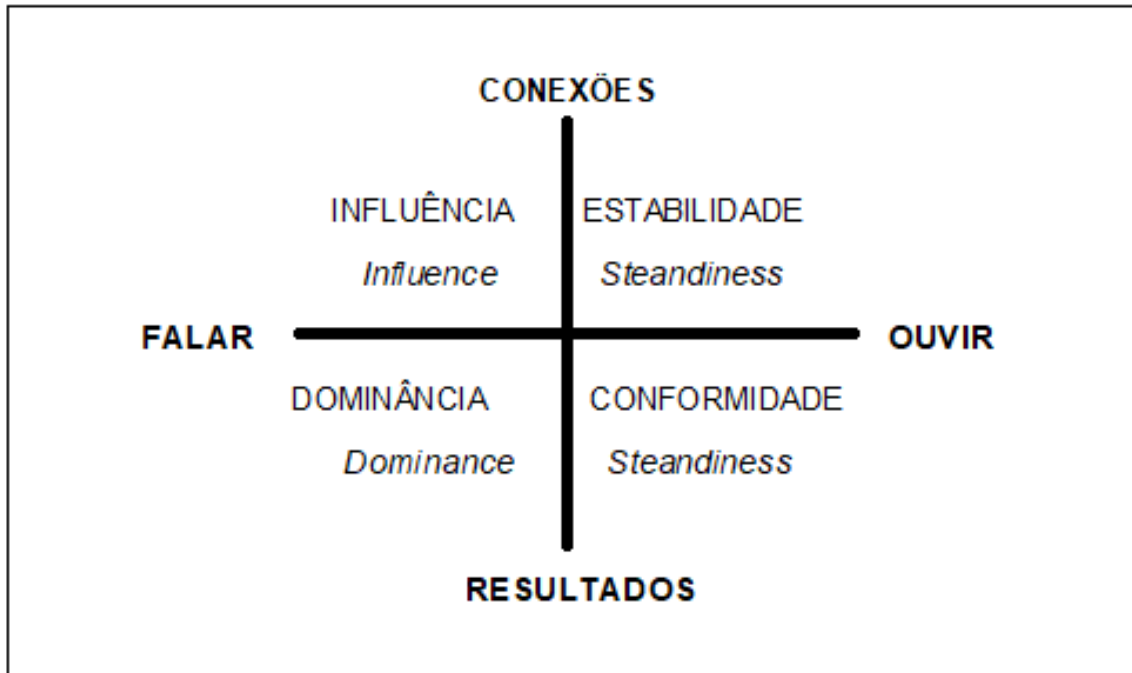 CONEXÕES
INFLUÊNCIA ESTABILIDADE
Influence Steandiness
FALAR OUVIR
DOMINÂNCIA CONFORMIDADE
Dominance Steandiness
RESULTADOS